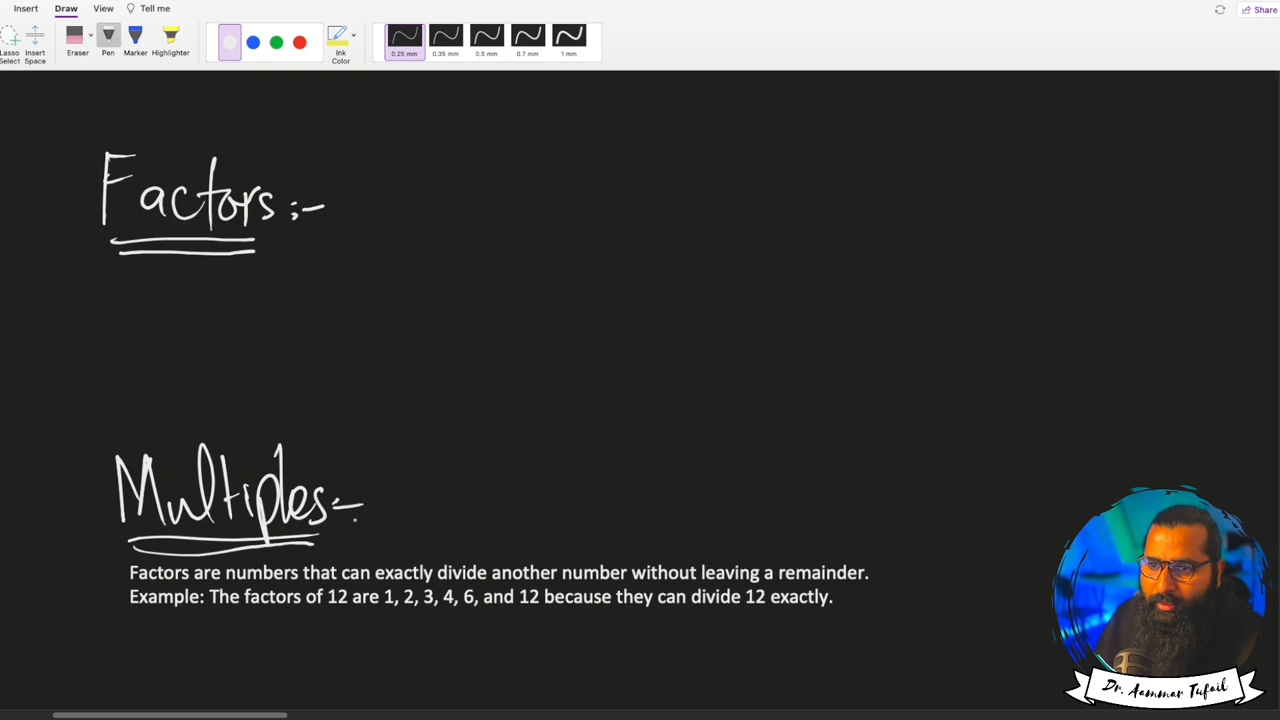 Insert Draw View Tell me Share
Lasso Select
Insert Space
Eraser
Pen
Marker
Highlighter
Ink Color
0.25 mm
0.35 mm
0.5 mm
0.7 mm
1 mm
Factors :-
Multiples:-
Factors are numbers that can exactly divide another number without leaving a remainder.
Example: The factors of 12 are 1, 2, 3, 4, 6, and 12 because they can divide 12 exactly.
Dr. Aammar Tufail